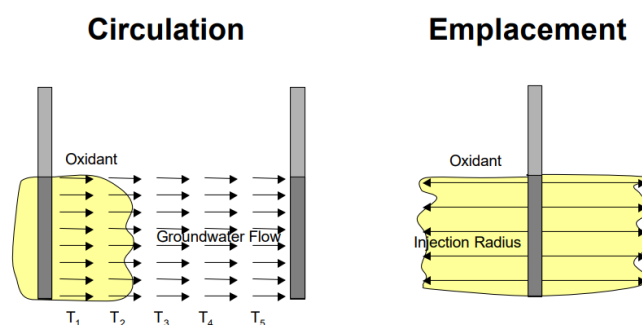 Circulation
Emplacement
Oxidant
Groundwater Flow
T1 T2 T3 T4 T5
Oxidant
Injection Radius